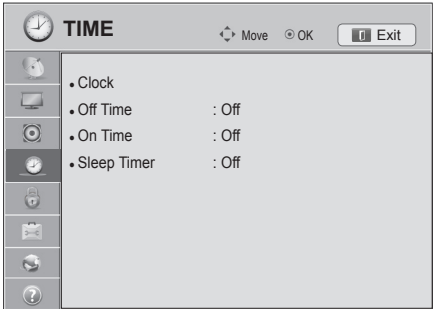 TIME
Move OK Exit
• Clock
• Off Time : Off
• On Time : Off
• Sleep Timer : Off